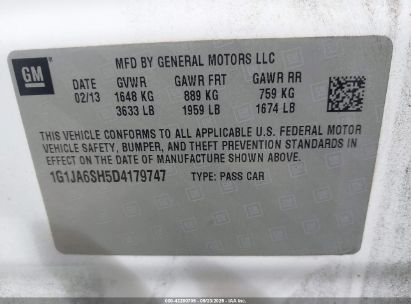 MFD BY GENERAL MOTORS LLC
GM
DATE GVWR GAWR FRT GAWR RR
02/13 1648 KG 889 KG 759 KG
3633 LB 1959 LB 1674 LB
THIS VEHICLE CONFORMS TO ALL APPLICABLE U.S. FEDERAL MOTOR
VEHICLE SAFETY, BUMPER, AND THEFT PREVENTION STANDARDS IN
EFFECT ON THE DATE OF MANUFACTURE SHOWN ABOVE.
1G1JA6SH5D4179747 TYPE: PASS CAR